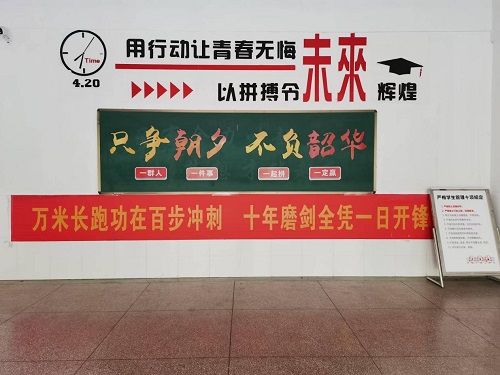 用行动让青春无悔
Time
4.20
以拼搏令未來辉煌
只争朝夕 不负韶华
一群人 一件事 一起拼 一定赢
万米长跑功在百步冲刺 十年磨剑全凭一日开锋